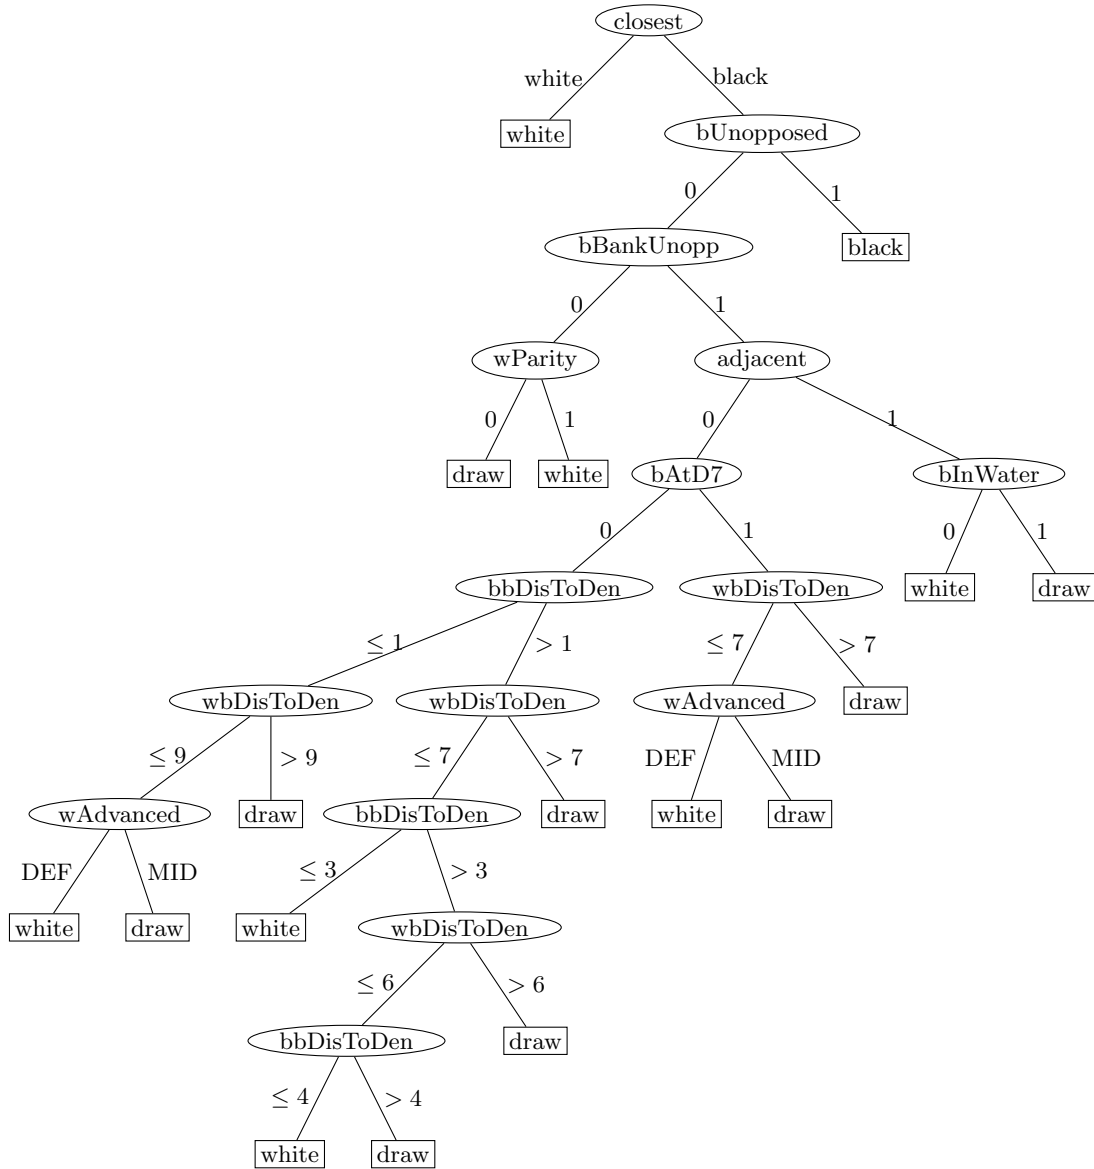 closest
white black
white bUnopposed
0 1
bBankUnopp black
0 1
wParity adjacent
0 1 0 1
draw white bAtD7 bInWater
0 1 0 1
bbDisToDen wbDisToDen white draw
≤ 1 > 1 ≤ 7 > 7
wbDisToDen wbDisToDen wAdvanced draw
≤ 9 > 9 ≤ 7 > 7 DEF MID
wAdvanced draw bbDisToDen draw white draw
DEF MID ≤ 3 > 3
white draw white wbDisToDen
≤ 6 > 6
bbDisToDen draw
≤ 4 > 4
white draw